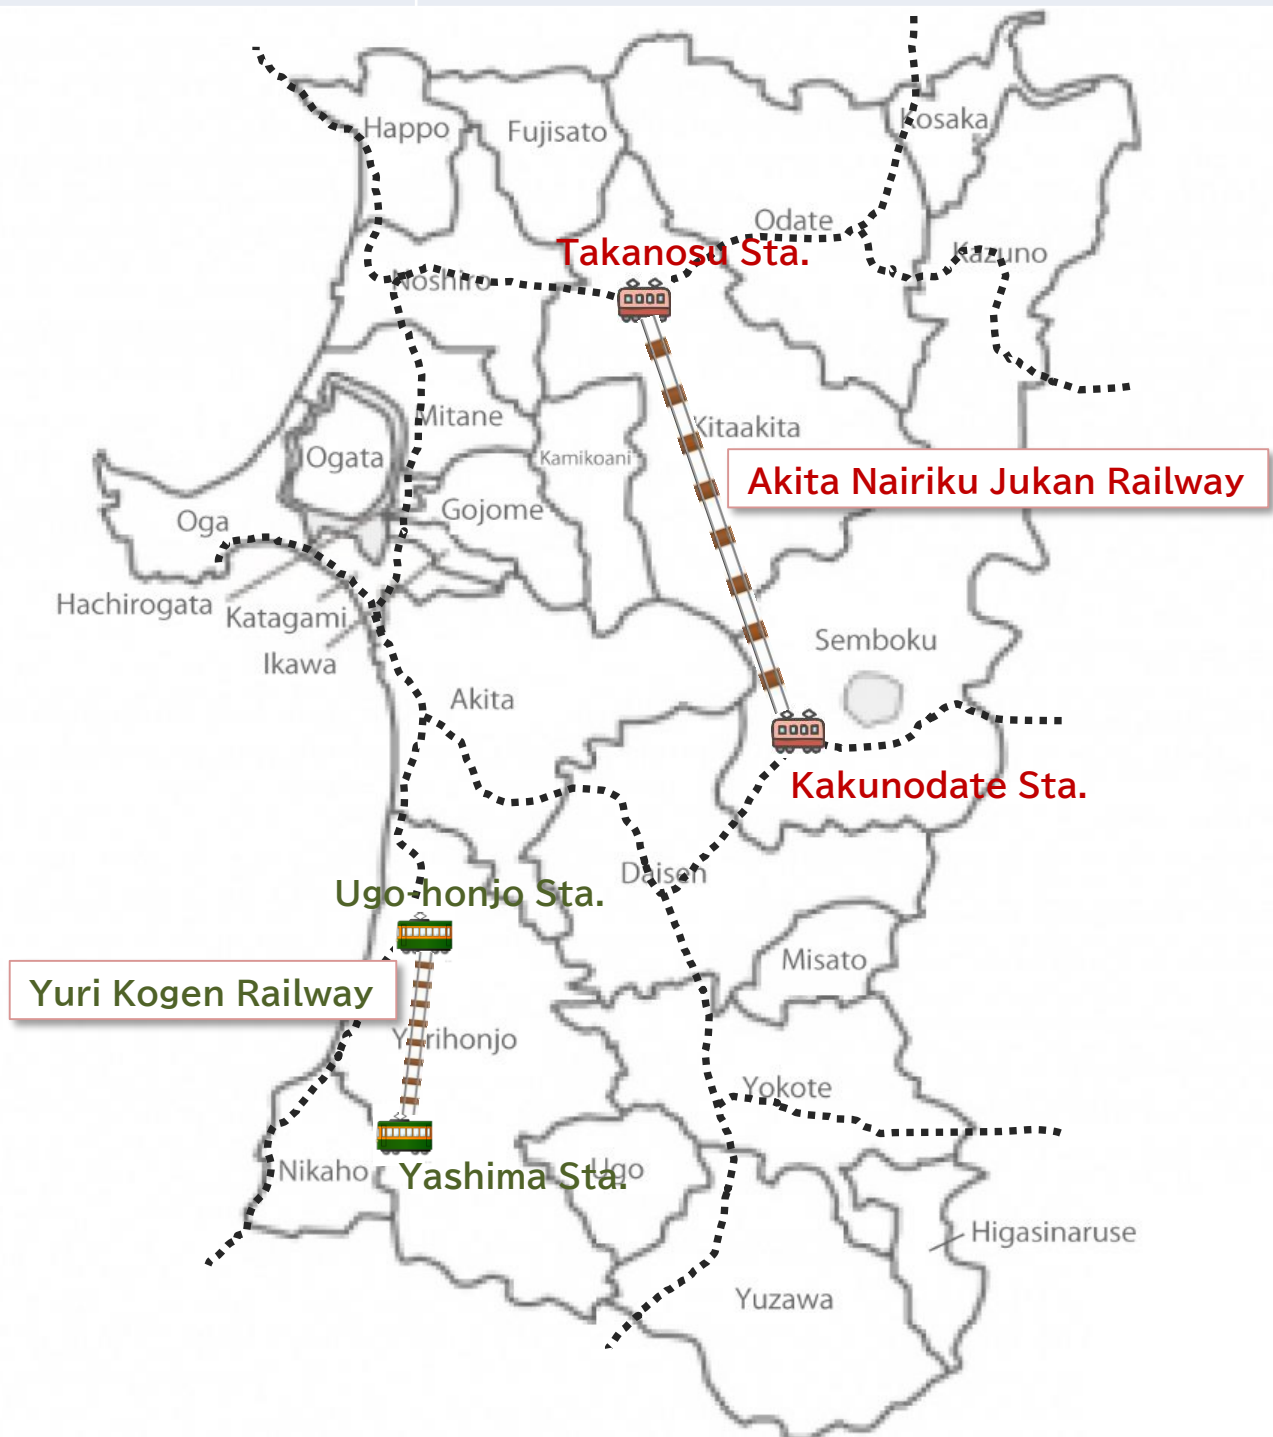 Happo
Fujisato
Kosaka
Odate
Takanosu Sta.
Kazuno
Noshiro
Mitane
Kitaakita
Ogata
Kamikoani
Akita Nairiku Jukan Railway
Oga
Gojome
Hachirogata
Katagami
Ikawa
Semboku
Akita
Kakunodate Sta.
Daisen
Ugo-honjo Sta.
Misato
Yuri Kogen Railway
Yurihonjo
Yokote
Nikaho
Yashima Sta.
Ugo
Higasinaruse
Yuzawa